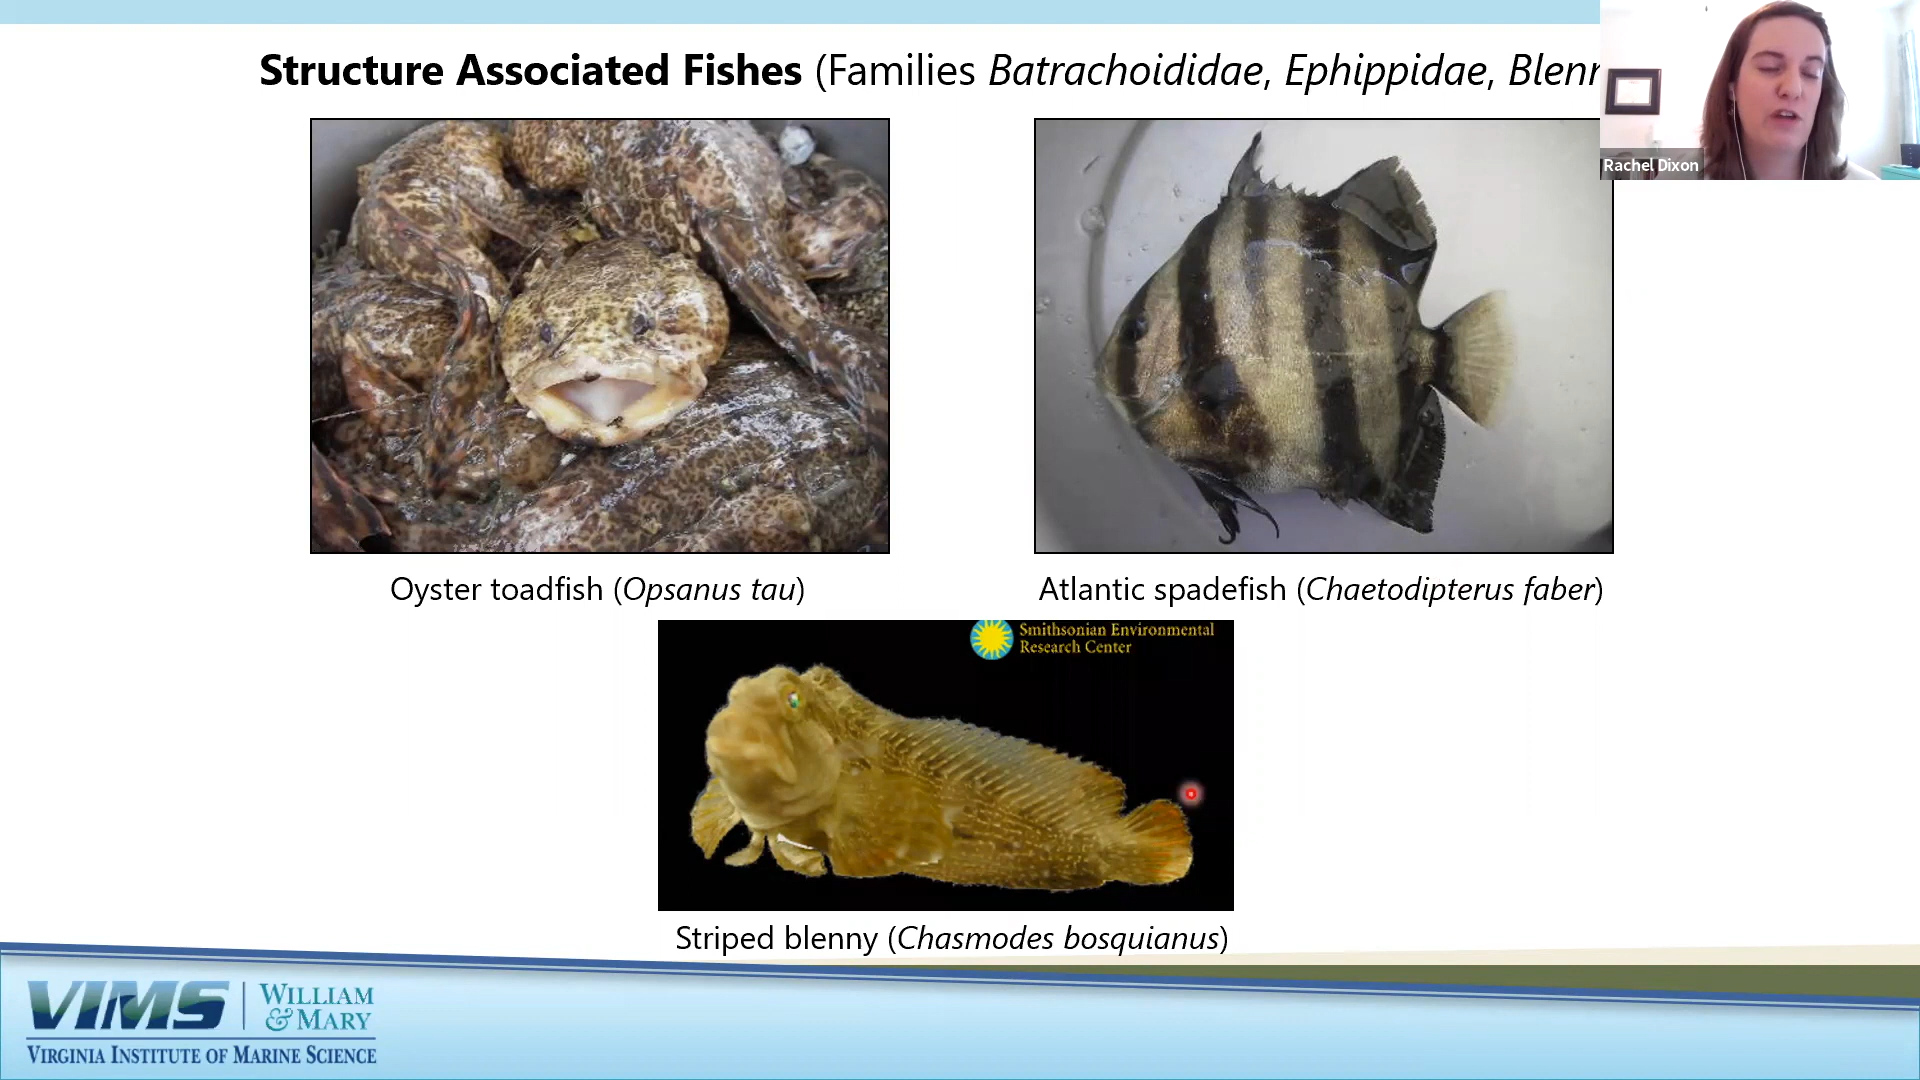 Structure Associated Fishes (Families Batrachoididae, Ephippidae, Blenn
Rachel Dixon
Oyster toadfish (Opsanus tau)
Atlantic spadefish (Chaetodipterus faber)
Smithsonian Environmental
Research Center
Striped blenny (Chasmodes bosquianus)
VIMS
WILLIAM
& MARY
VIRGINIA INSTITUTE OF MARINE SCIENCE